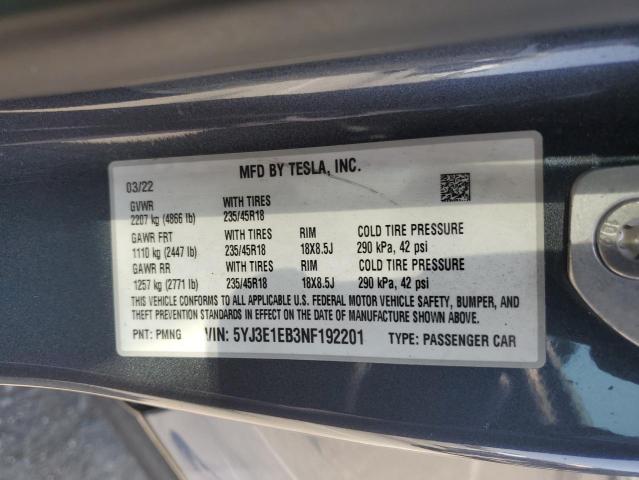 MFD BY TESLA, INC.
03/22
GVWR WITH TIRES
2207 kg (4866 lb) 235/45R18
GAWR FRT WITH TIRES RIM COLD TIRE PRESSURE
1110 kg (2447 lb) 235/45R18 18X8.5J 290 kPa, 42 psi
GAWR RR WITH TIRES RIM COLD TIRE PRESSURE
1257 kg (2771 lb) 235/45R18 18X8.5J 290 kPa, 42 psi
THIS VEHICLE CONFORMS TO ALL APPLICABLE U.S. FEDERAL MOTOR VEHICLE SAFETY, BUMPER, AND
THEFT PREVENTION STANDARDS IN EFFECT ON THE DATE OF MANUFACTURE SHOWN ABOVE.
PNT: PMNG VIN: 5YJ3E1EB3NF192201 TYPE: PASSENGER CAR